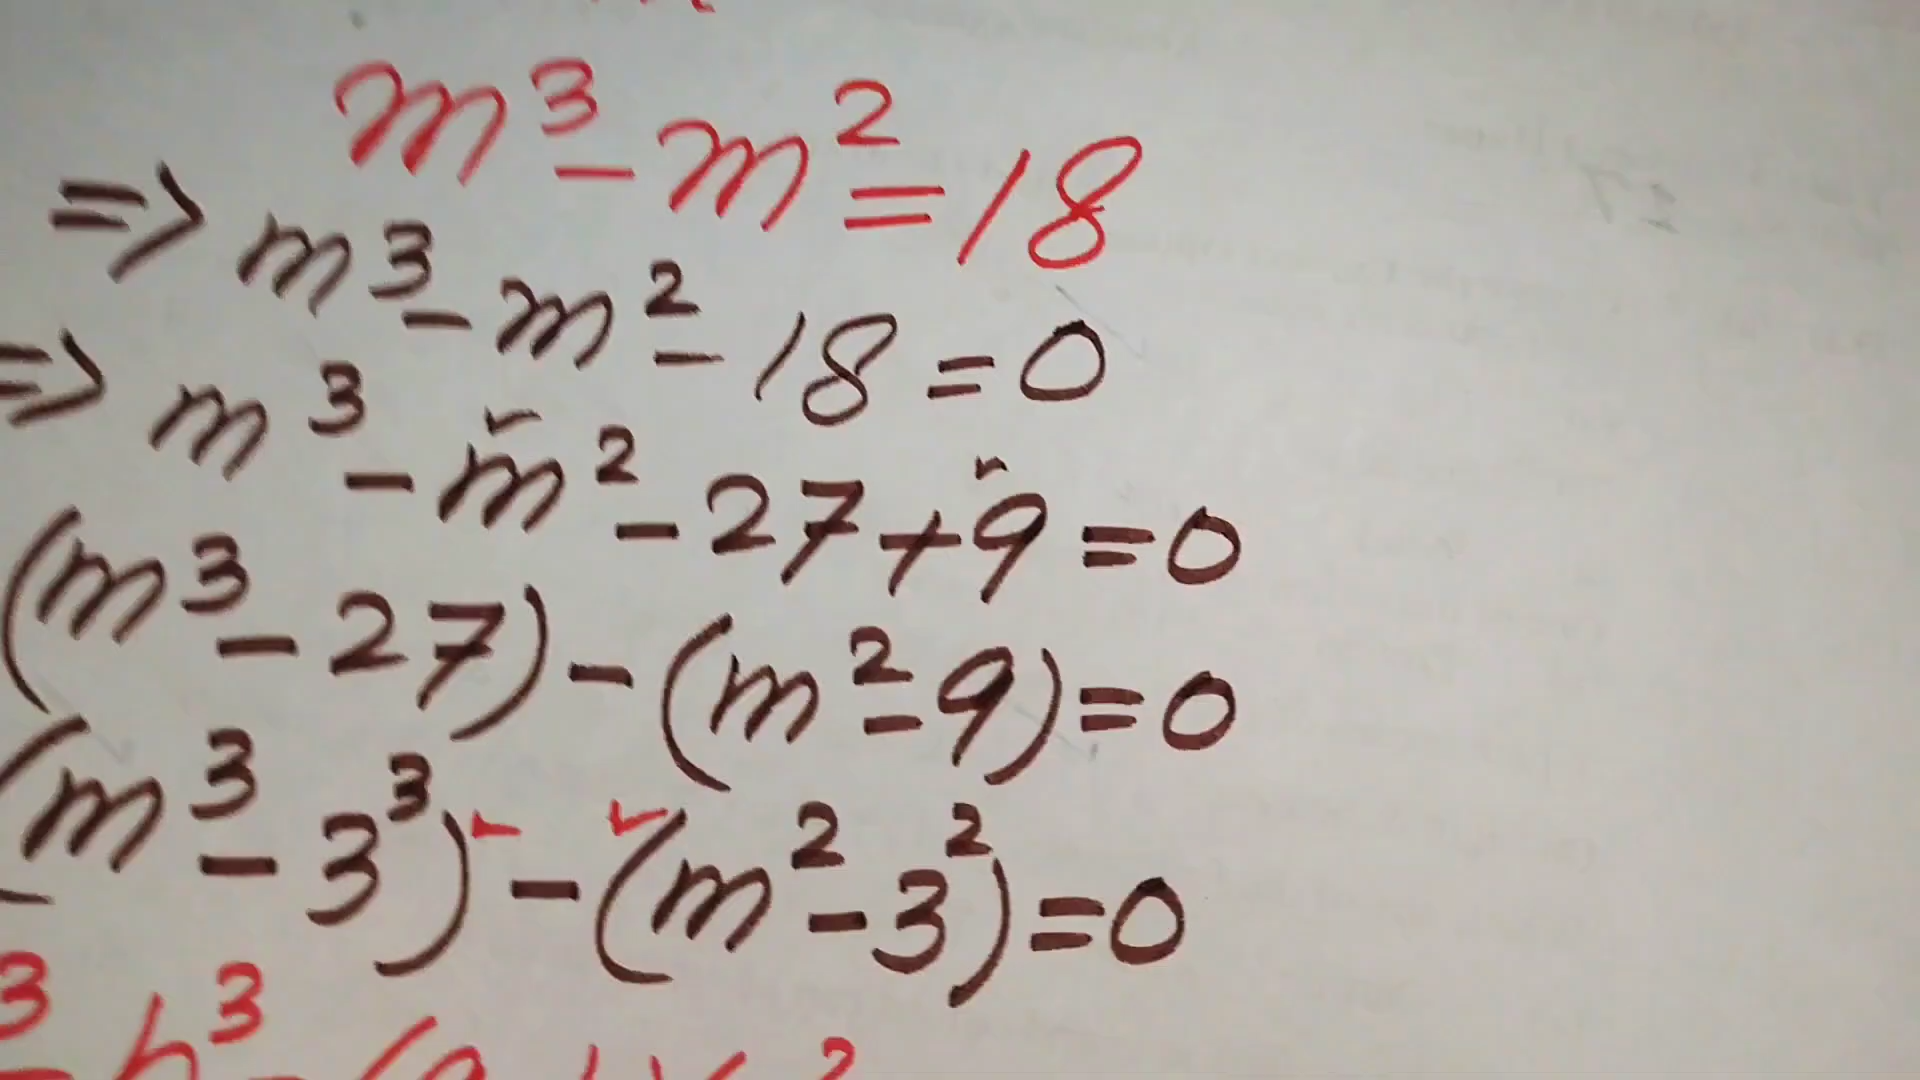 m³ - m² = 18
=> m³ - m² - 18 = 0
=> m³ - m² - 27 + 9 = 0
(m³ - 27) - (m² - 9) = 0
(m³ - 3³) - (m² - 3²) = 0